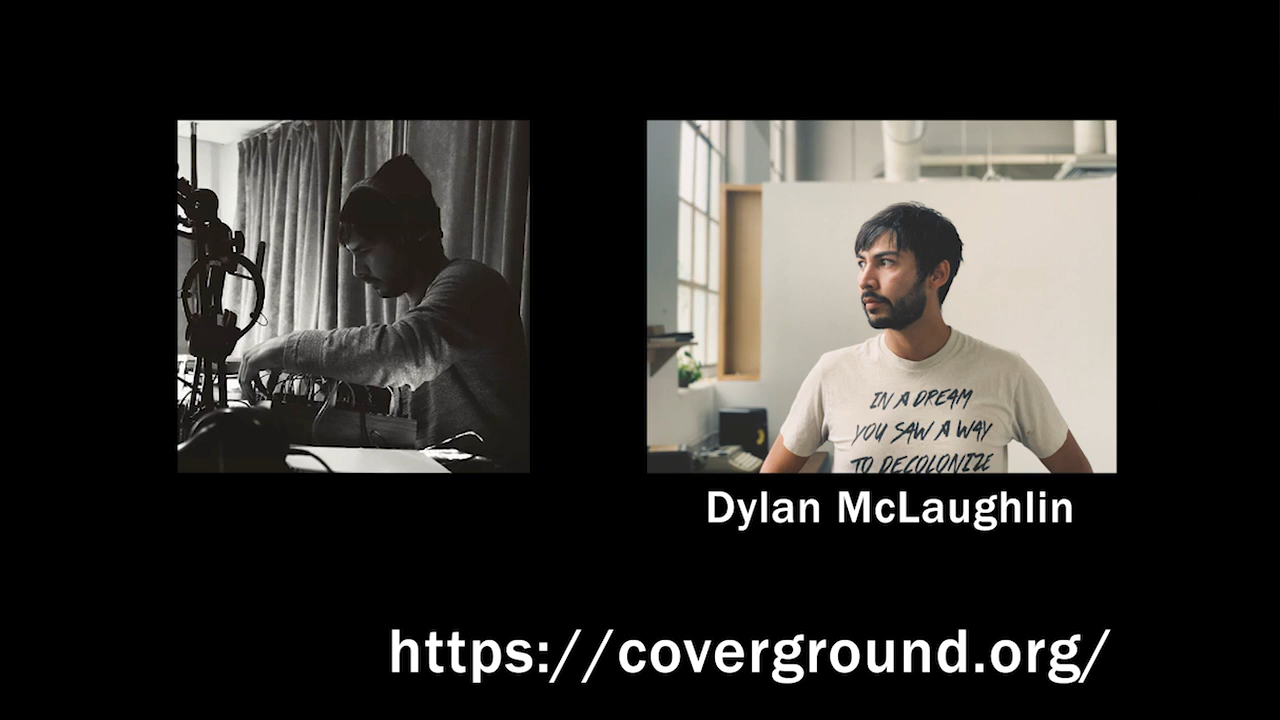 IN A DREAM
YOU SAW A WAY
TO DECOLONIZE
Dylan McLaughlin
https://coverground.org/